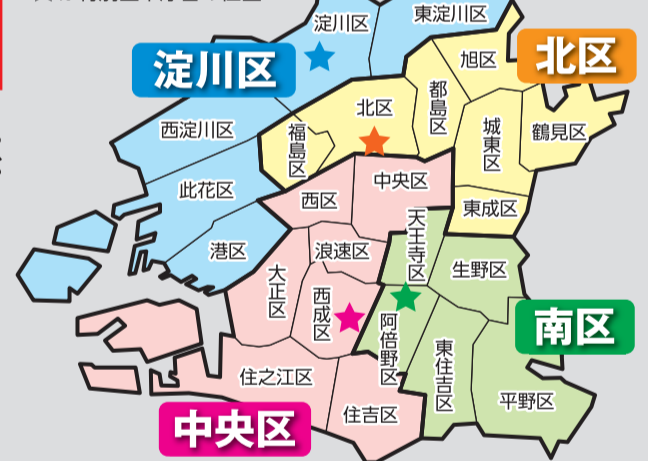 淀川区
東淀川区
旭区
北区
淀川区
北区
都島区
福島区
城東区
鶴見区
西淀川区
此花区
港区
西区
中央区
東成区
天王寺区
浪速区
大正区
西成区
生野区
阿倍野区
東住吉区
南区
住之江区
住吉区
平野区
中央区